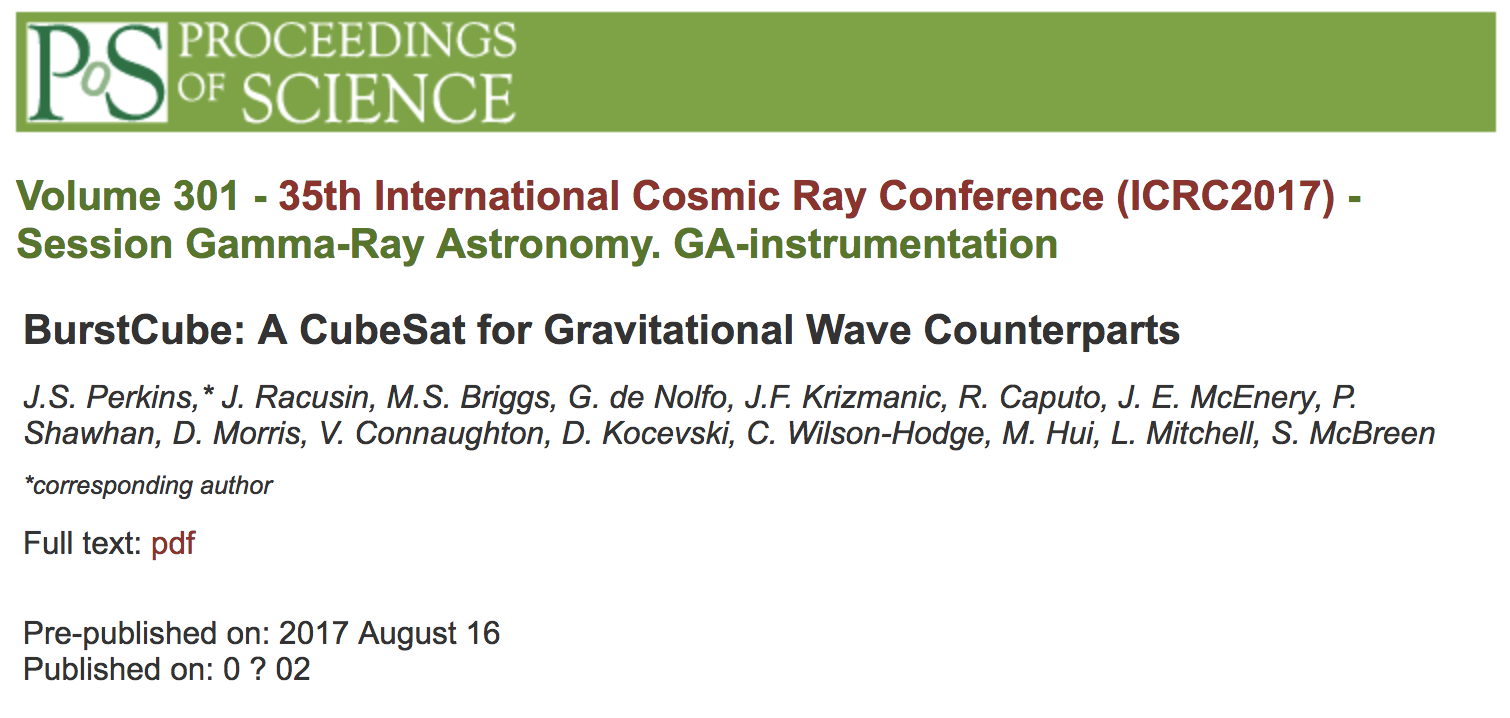 PoS PROCEEDINGS
OF SCIENCE
Volume 301 - 35th International Cosmic Ray Conference (ICRC2017) -
Session Gamma-Ray Astronomy. GA-instrumentation
BurstCube: A CubeSat for Gravitational Wave Counterparts
J.S. Perkins,* J. Racusin, M.S. Briggs, G. de Nolfo, J.F. Krizmanic, R. Caputo, J. E. McEnery, P.
Shawhan, D. Morris, V. Connaughton, D. Kocevski, C. Wilson-Hodge, M. Hui, L. Mitchell, S. McBreen
*corresponding author
Full text: pdf
Pre-published on: 2017 August 16
Published on: 0 ? 02